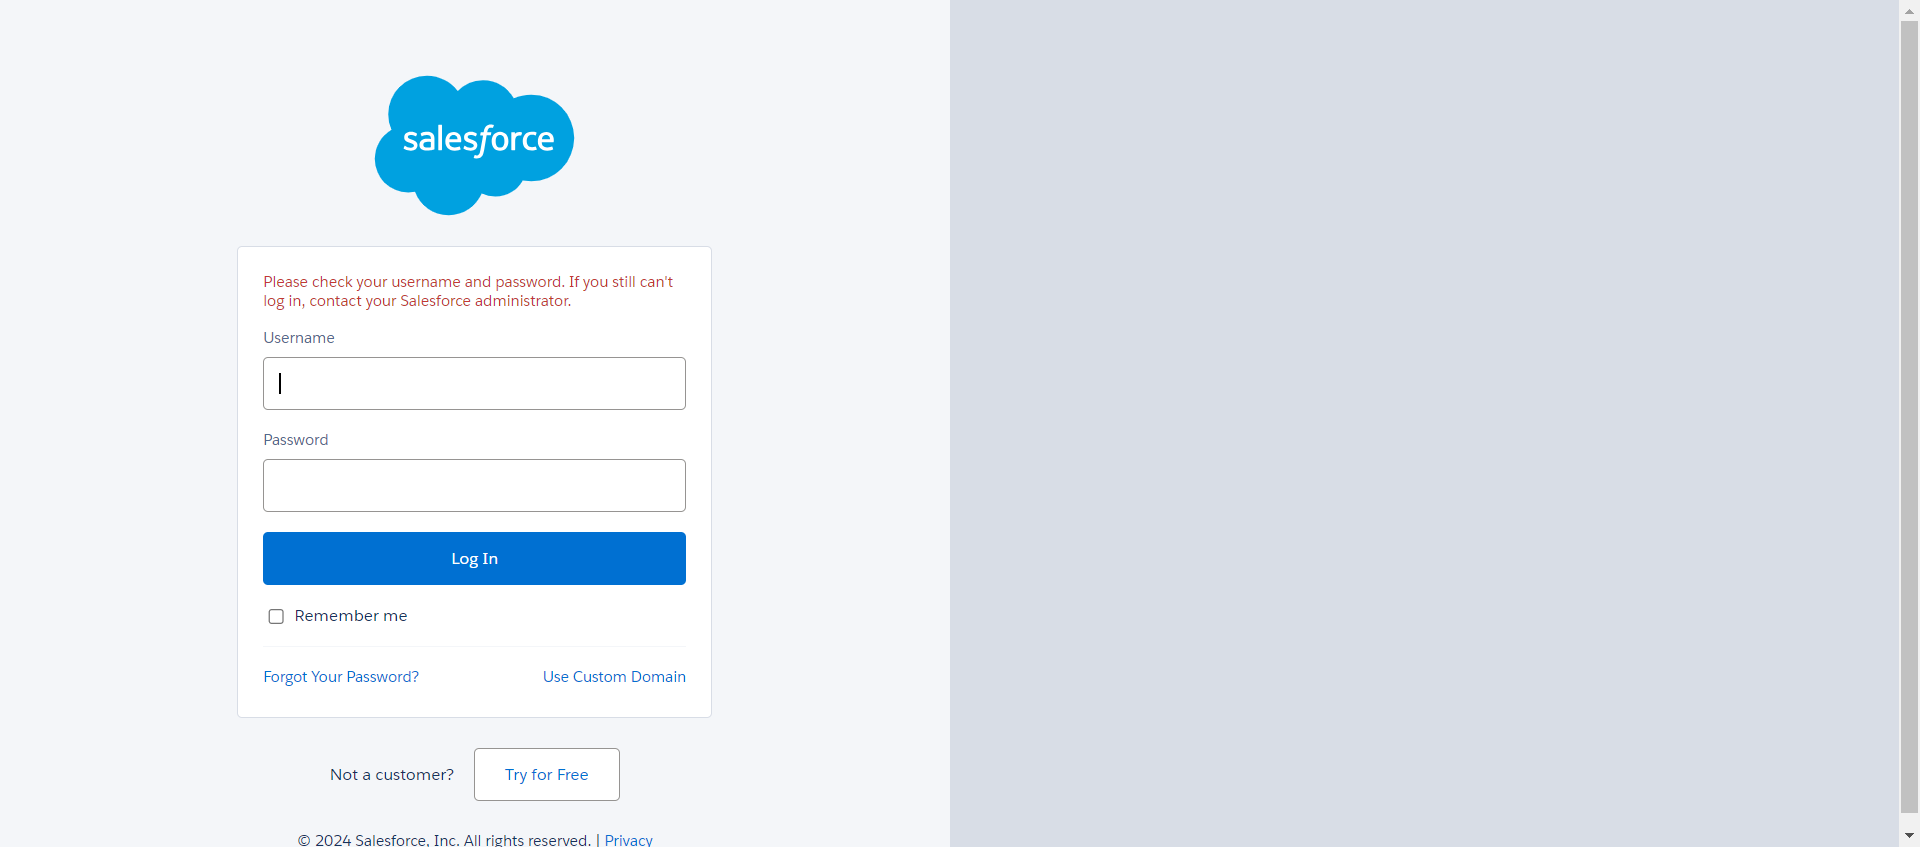 salesforce
Please check your username and password. If you still can't
log in, contact your Salesforce administrator.
Username
Password
Log In
Remember me
Forgot Your Password?
Use Custom Domain
Not a customer?
Try for Free
© 2024 Salesforce, Inc. All rights reserved. | Privacy